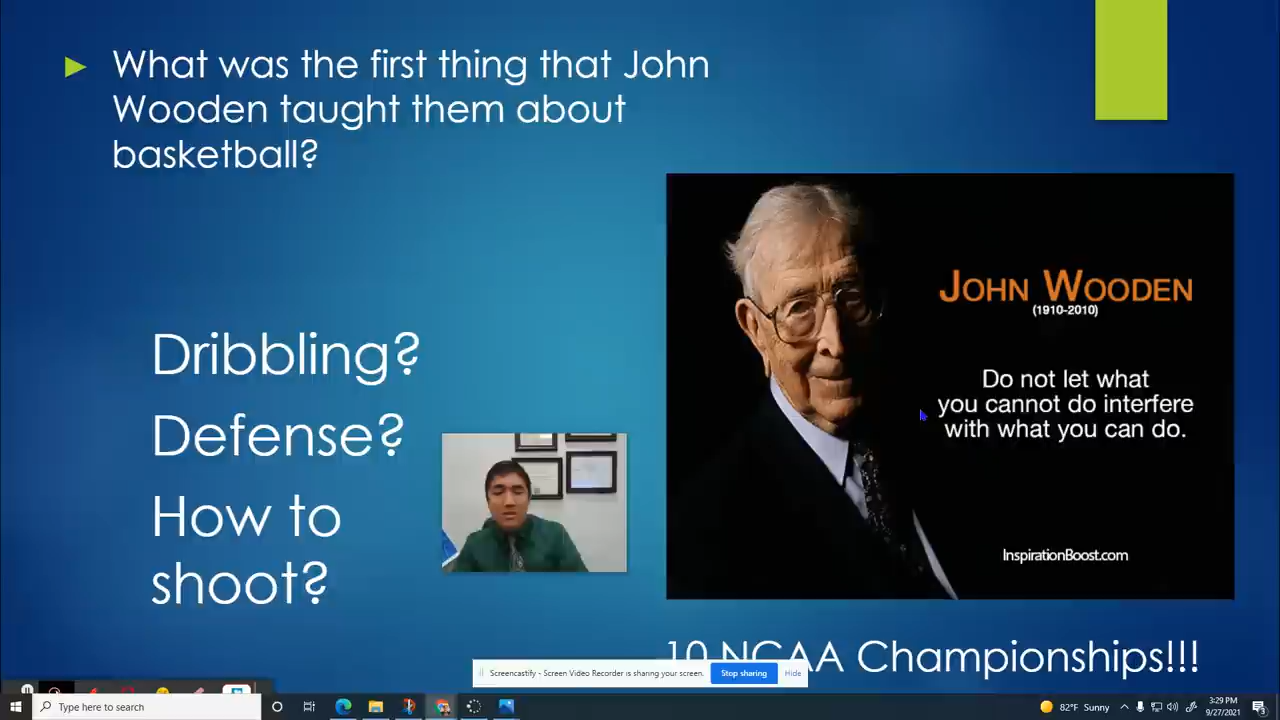 What was the first thing that John
Wooden taught them about
basketball?
JOHN WOODEN
(1910-2010)
Do not let what
you cannot do interfere
with what you can do.
InspirationBoost.com
Dribbling?
Defense?
How to
shoot?
10 NCAA Championships!!!
Screencastify - Screen Video Recorder is sharing your screen.
Stop sharing
Hide
Type here to search
82°F Sunny
3:29 PM
9/27/2021